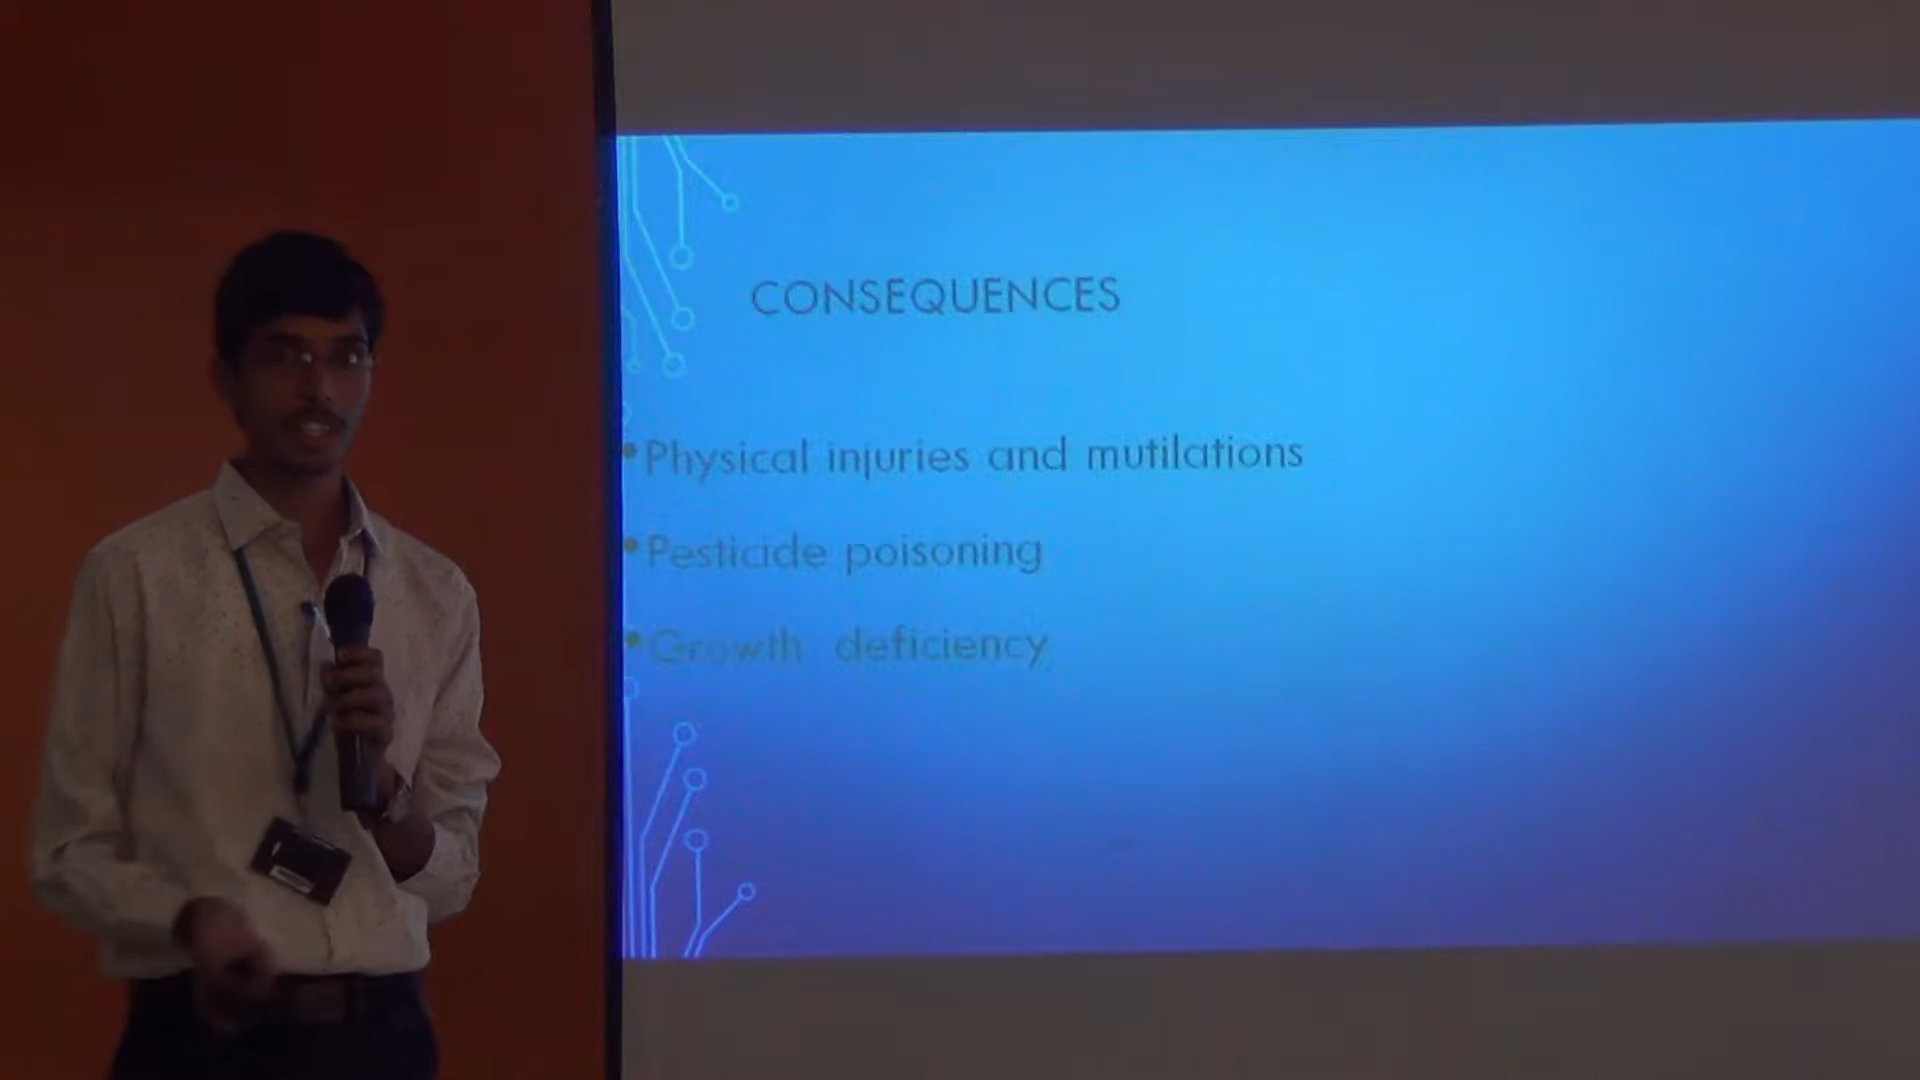 CONSEQUENCES
•Physical injuries and mutilations
•Pesticide poisoning
•Growth deficiency